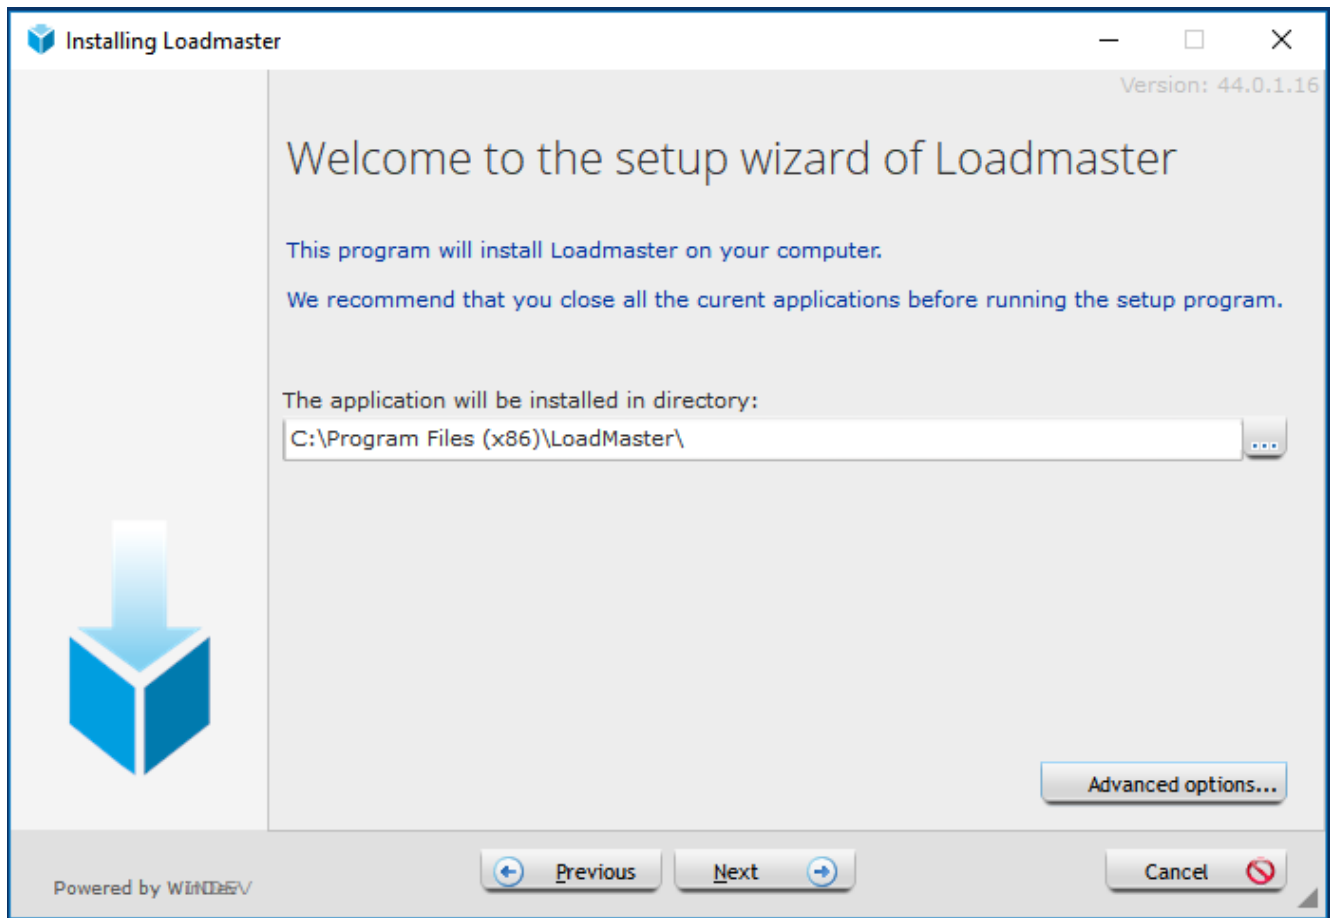 Installing Loadmaster
Version: 44.0.1.16
Welcome to the setup wizard of Loadmaster
This program will install Loadmaster on your computer.
We recommend that you close all the curent applications before running the setup program.
The application will be installed in directory:
C:\Program Files (x86)\LoadMaster\
...
Advanced options...
Powered by
Previous
Next
Cancel